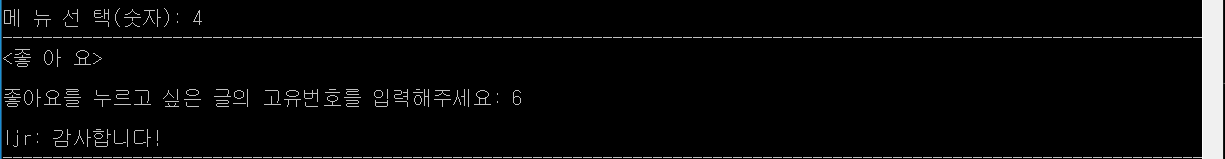 메 뉴 선 택(숫자): 4
<좋 아 요>
좋아요를 누르고 싶은 글의 고유번호를 입력해주세요: 6
ljr: 감사합니다!